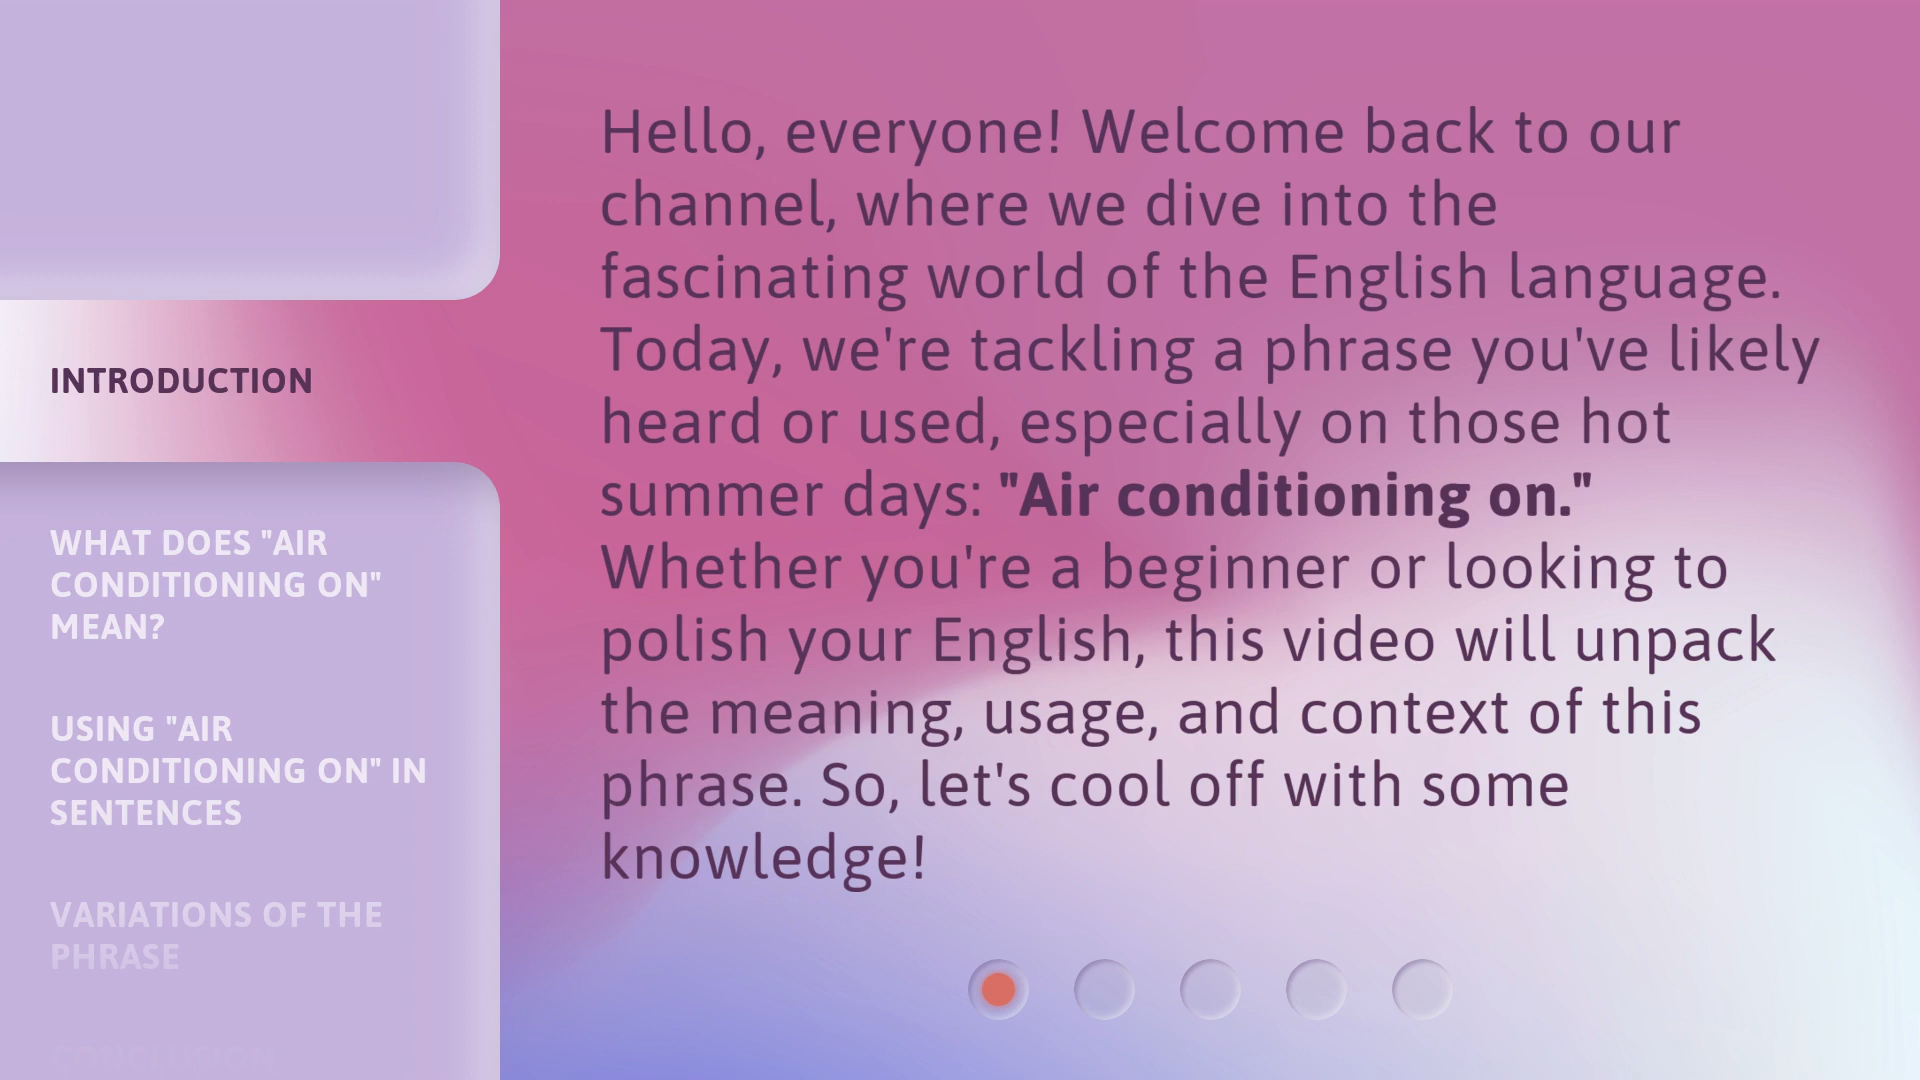 INTRODUCTION
WHAT DOES "AIR
CONDITIONING ON"
MEAN?
USING "AIR
CONDITIONING ON" IN
SENTENCES
VARIATIONS OF THE
PHRASE
CONCLUSION
Hello, everyone! Welcome back to our
channel, where we dive into the
fascinating world of the English language.
Today, we're tackling a phrase you've likely
heard or used, especially on those hot
summer days: "Air conditioning on."
Whether you're a beginner or looking to
polish your English, this video will unpack
the meaning, usage, and context of this
phrase. So, let's cool off with some
knowledge!